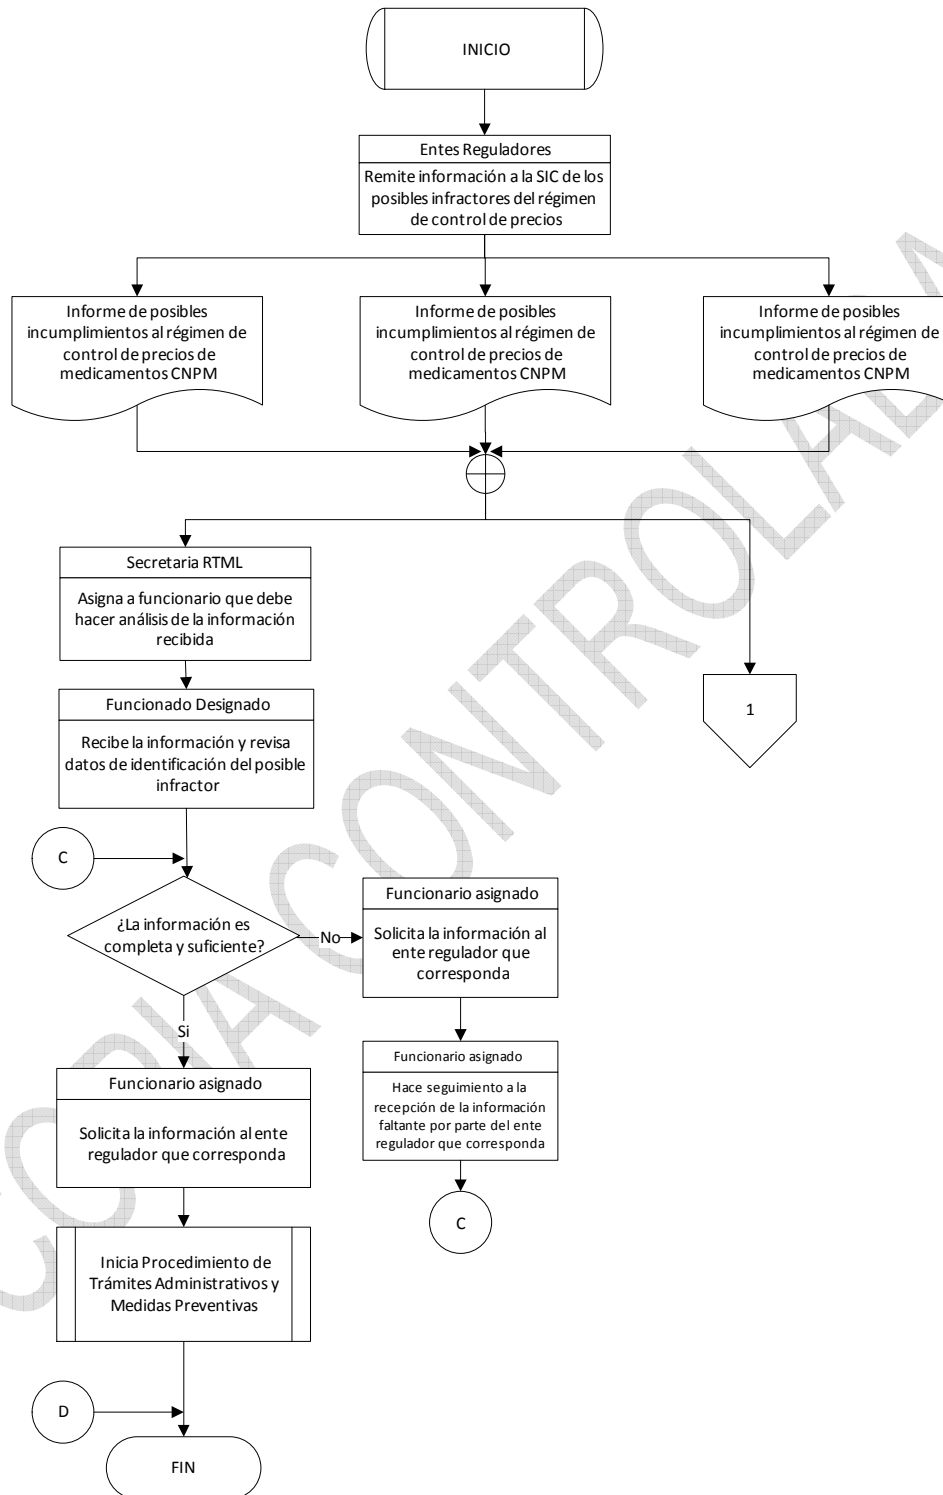 INICIO
Entes Reguladores
Remite información a la SIC de los
posibles infractores del régimen
de control de precios
Informe de posibles
incumplimientos al régimen de
control de precios de
medicamentos CNPM
Informe de posibles
incumplimientos al régimen de
control de precios de
medicamentos CNPM
Informe de posibles
incumplimientos al régimen de
control de precios de
medicamentos CNPM
Secretaria RTML
Asigna a funcionario que debe
hacer análisis de la información
recibida
1
Funcionado Designado
Recibe la información y revisa
datos de identificación del posible
infractor
C
¿La información es
completa y suficiente?
No
Funcionario asignado
Solicita la información al
ente regulador que
corresponda
Si
Funcionario asignado
Hace seguimiento a la
recepción de la información
faltante por parte del ente
regulador que corresponda
C
Funcionario asignado
Solicita la información al ente
regulador que corresponda
Inicia Procedimiento de
Trámites Administrativos y
Medidas Preventivas
D
FIN
COPIA CONTROLADA